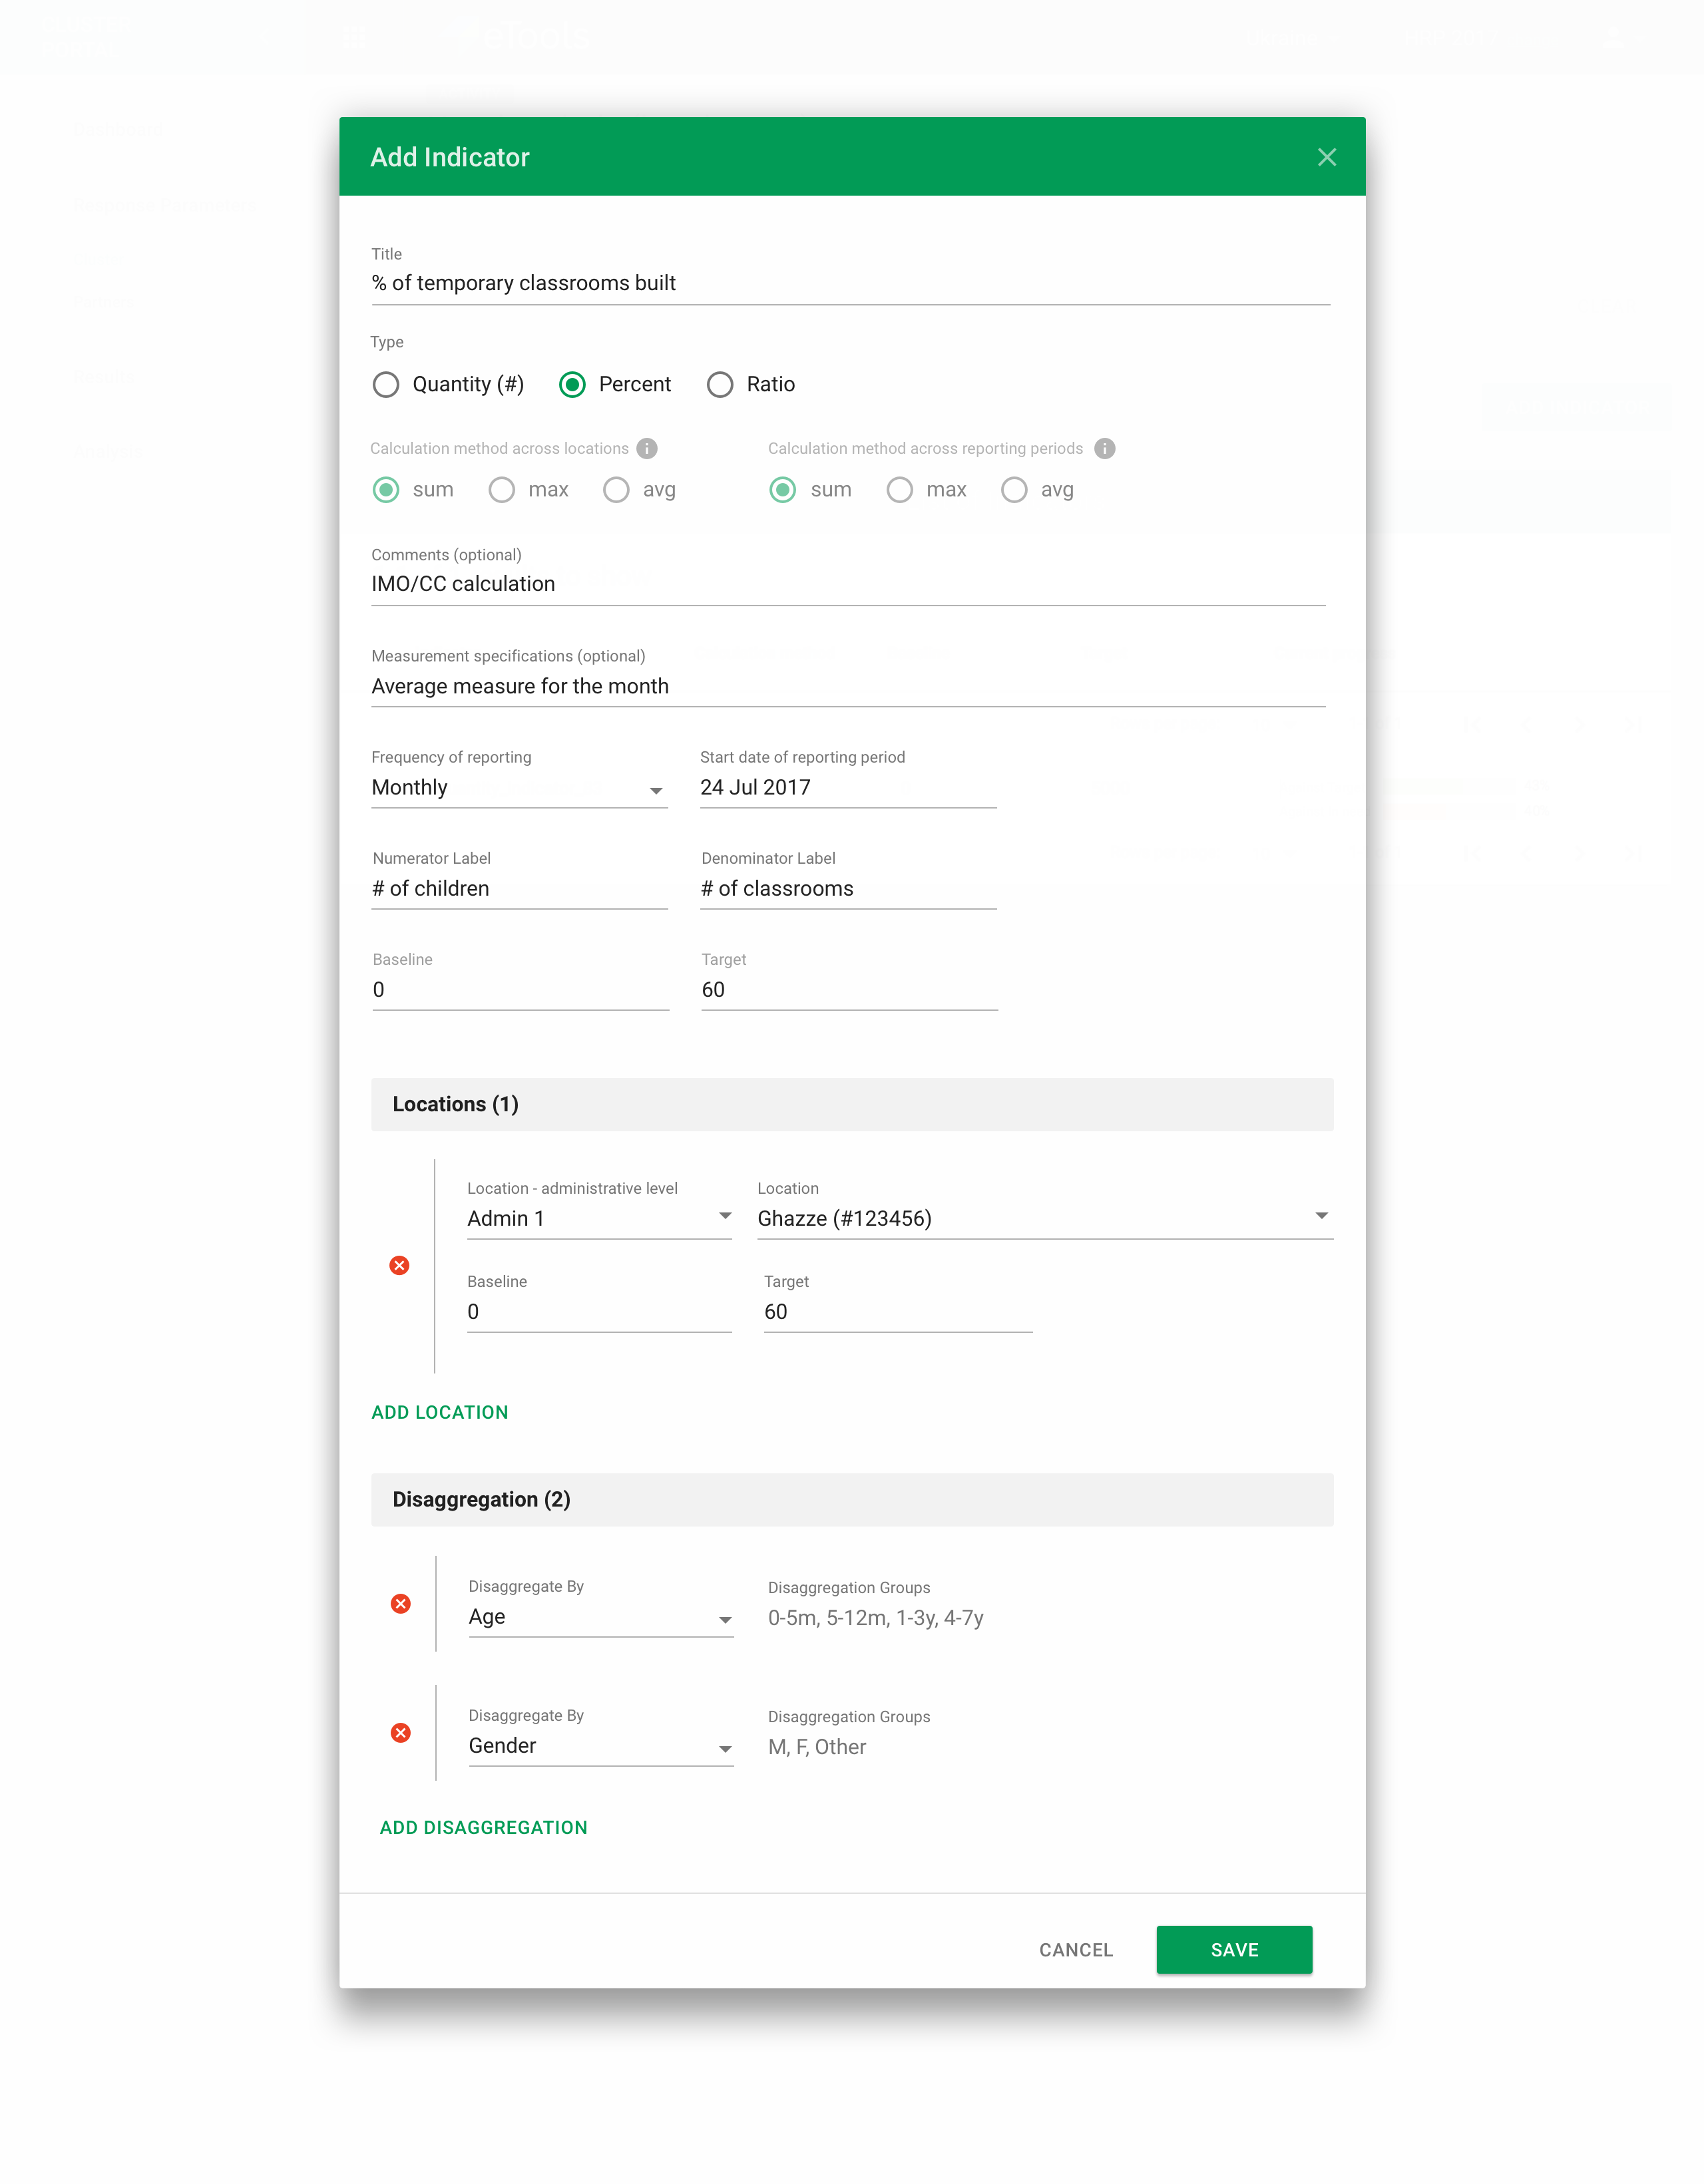 eTools
Add Indicator
Title
% of temporary classrooms built
Type
Quantity (#) Percent Ratio
Calculation method across locations Calculation method across reporting periods
sum max avg sum max avg
Comments (optional)
IMO/CC calculation
Measurement specifications (optional)
Average measure for the month
Frequency of reporting Start date of reporting period
Monthly 24 Jul 2017
Numerator Label Denominator Label
# of children # of classrooms
Baseline Target
0 60
Locations (1)
Location - administrative level Location
Admin 1 Ghazze (#123456)
Baseline Target
0 60
ADD LOCATION
Disaggregation (2)
Disaggregate By Disaggregation Groups
Age 0-5m, 5-12m, 1-3y, 4-7y
Disaggregate By Disaggregation Groups
Gender M, F, Other
ADD DISAGGREGATION
CANCEL SAVE